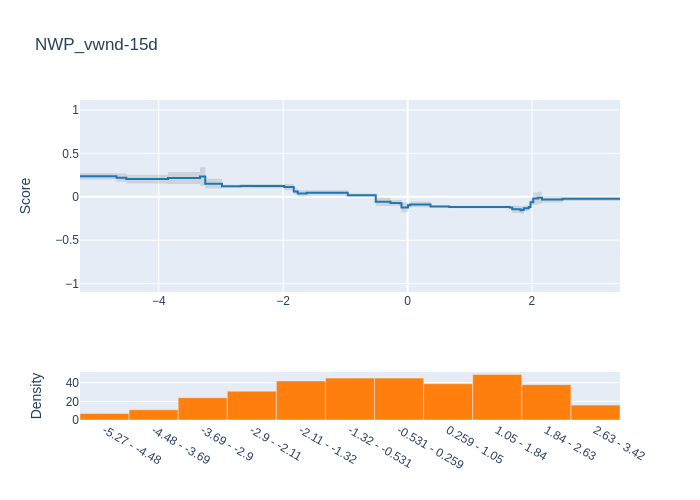 NWP_vwnd-15d
1
0.5
0
−0.5
−1
Score
−4
−2
0
2
40
20
0
Density
-5.27 - -4.48
-4.48 - -3.69
-3.69 - -2.9
-2.9 - -2.11
-2.11 - -1.32
-1.32 - -0.531
-0.531 - 0.259
0.259 - 1.05
1.05 - 1.84
1.84 - 2.63
2.63 - 3.42